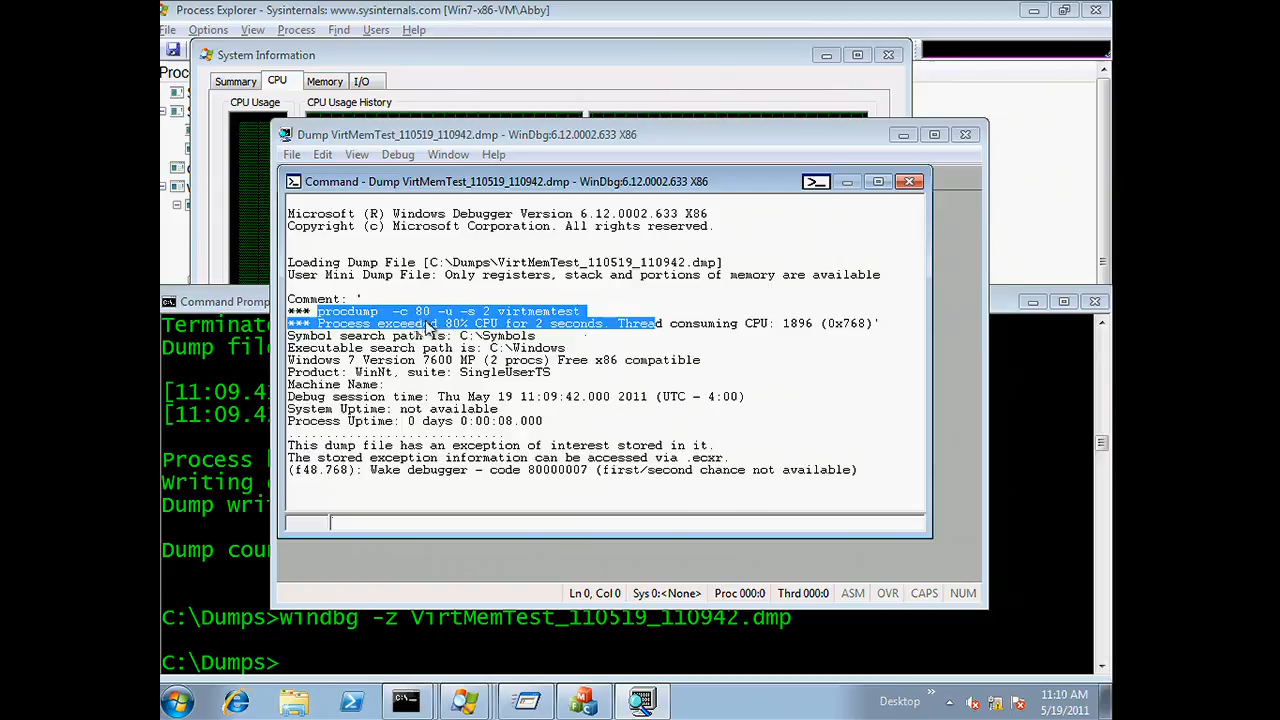 Process Explorer - Sysinternals: www.sysinternals.com [Win7-x86-VM\Abby]
File Options View Process Find Users Help
System Information
Proc
Summary CPU Memory I/O
CPU Usage CPU Usage History
Dump VirtMemTest_110519_110942.dmp - WinDbg:6.12.0002.633 X86
File Edit View Debug Window Help
Command - Dump VirtMemTest_110519_110942.dmp - WinDbg:6.12.0002.633 X86
Microsoft (R) Windows Debugger Version 6.12.0002.633 X86
Copyright (c) Microsoft Corporation. All rights reserved.
Loading Dump File [C:\Dumps\VirtMemTest_110519_110942.dmp]
User Mini Dump File: Only registers, stack and portions of memory are available
Comment: '
*** procdump -c 80 -u -s 2 virtmemtest
*** Process exceeded 80% CPU for 2 seconds. Thread consuming CPU: 1896 (0x768)'
Symbol search path is: C:\Symbols
Executable search path is: C:\Windows
Windows 7 Version 7600 MP (2 procs) Free x86 compatible
Product: WinNt, suite: SingleUserTS
Machine Name:
Debug session time: Thu May 19 11:09:42.000 2011 (UTC - 4:00)
System Uptime: not available
Process Uptime: 0 days 0:00:08.000
................................
This dump file has an exception of interest stored in it.
The stored exception information can be accessed via .ecxr.
(f48.768): Wake debugger - code 80000007 (first/second chance not available)
Ln 0, Col 0 Sys 0:<None> Proc 000:0 Thrd 000:0 ASM OVR CAPS NUM
Command Promp
Terminat
Dump file
[11:09.4
[11:09.4
Process
Writing
Dump writ
Dump coun
C:\Dumps>windbg -z VirtMemTest_110519_110942.dmp
C:\Dumps>
Desktop
11:10 AM
5/19/2011